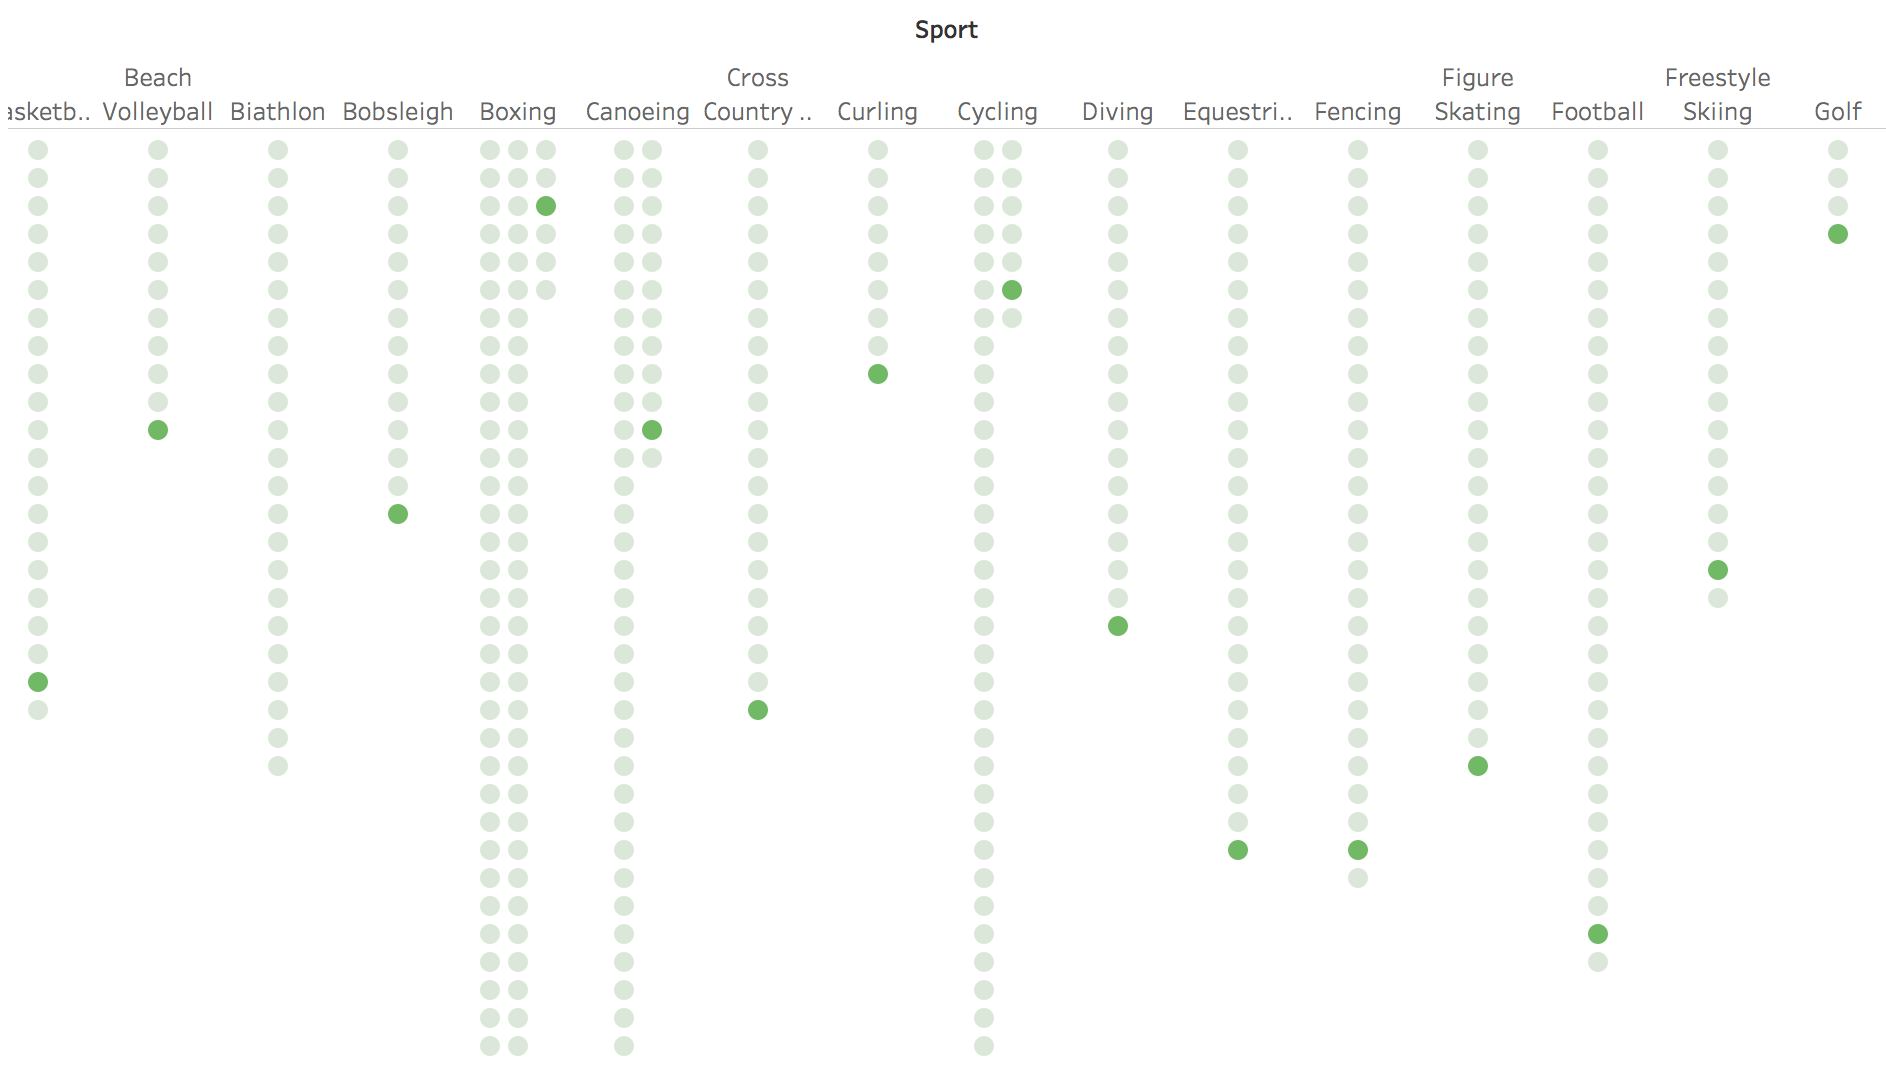 Sport
Beach Cross Figure Freestyle
asketb.. Volleyball Biathlon Bobsleigh Boxing Canoeing Country .. Curling Cycling Diving Equestri.. Fencing Skating Football Skiing Golf